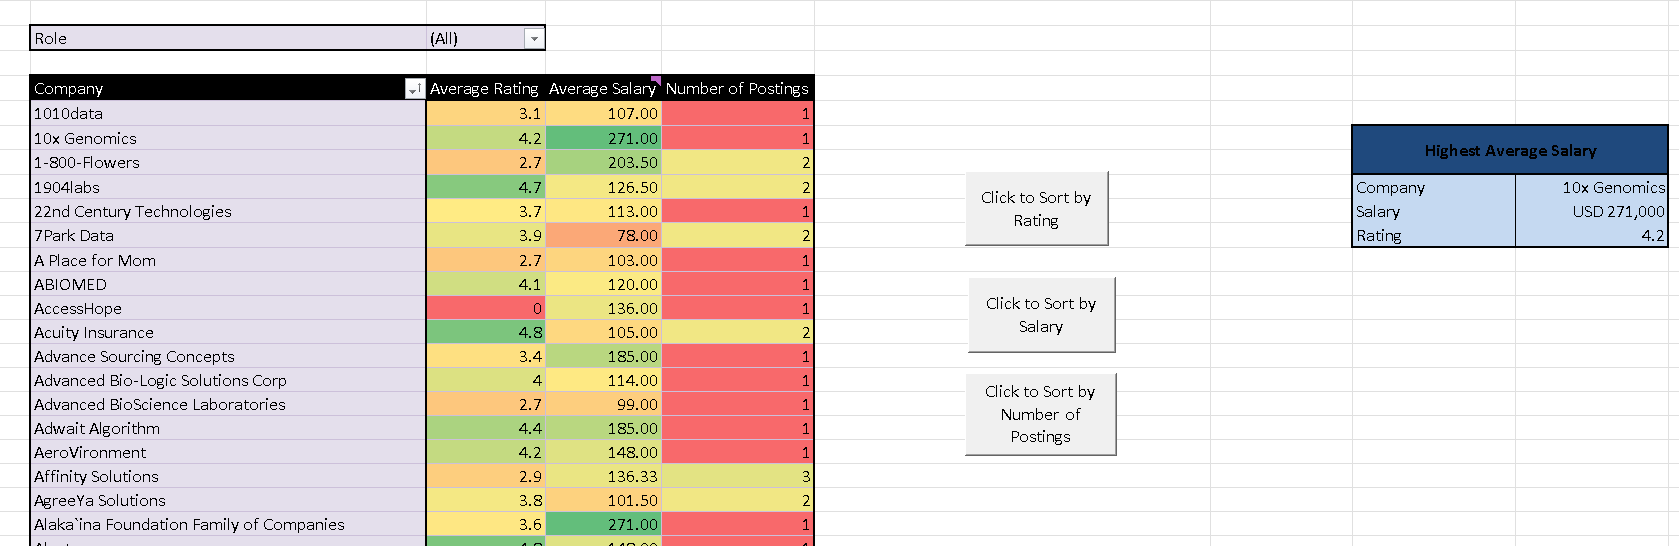 Role (All)
Company Average Rating Average Salary Number of Postings
1010data 3.1 107.00 1
10x Genomics 4.2 271.00 1
1-800-Flowers 2.7 203.50 2
1904labs 4.7 126.50 2
22nd Century Technologies 3.7 113.00 1
7Park Data 3.9 78.00 2
A Place for Mom 2.7 103.00 1
ABIOMED 4.1 120.00 1
AccessHope 0 136.00 1
Acuity Insurance 4.8 105.00 2
Advance Sourcing Concepts 3.4 185.00 1
Advanced Bio-Logic Solutions Corp 4 114.00 1
Advanced BioScience Laboratories 2.7 99.00 1
Adwait Algorithm 4.4 185.00 1
AeroVironment 4.2 148.00 1
Affinity Solutions 2.9 136.33 3
AgreeYa Solutions 3.8 101.50 2
Alaka`ina Foundation Family of Companies 3.6 271.00 1
Click to Sort by
Rating
Click to Sort by
Salary
Click to Sort by
Number of
Postings
Highest Average Salary
Company 10x Genomics
Salary USD 271,000
Rating 4.2